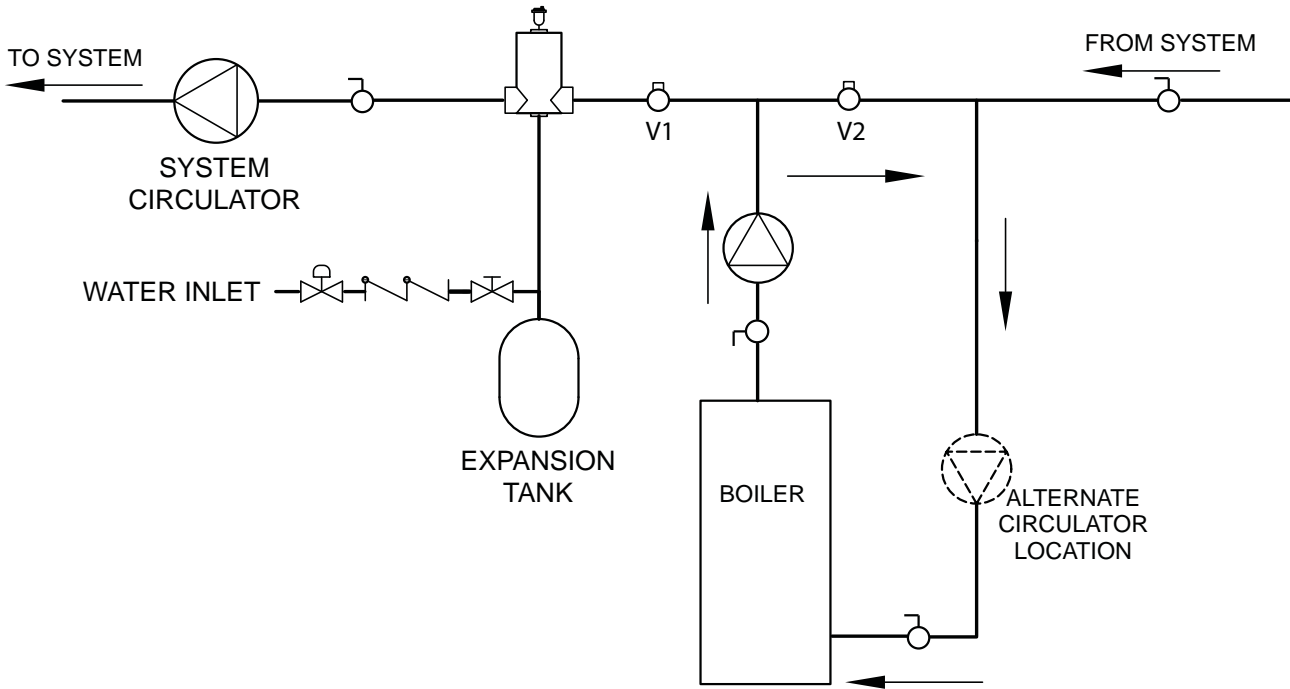 TO SYSTEM
FROM SYSTEM
V1
V2
SYSTEM
CIRCULATOR
WATER INLET
EXPANSION
TANK
BOILER
ALTERNATE
CIRCULATOR
LOCATION